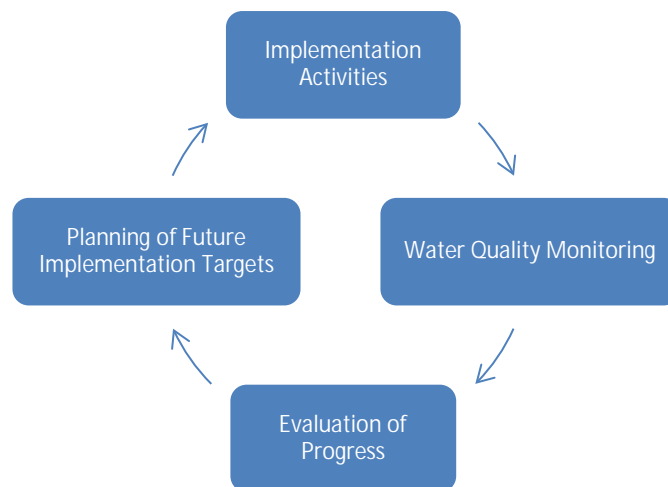 Implementation
Activities
Planning of Future
Implementation Targets
Water Quality Monitoring
Evaluation of
Progress